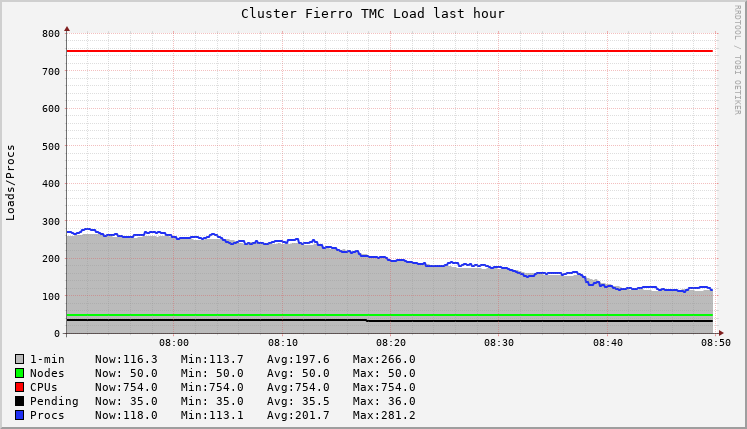 Cluster Fierro TMC Load last hour
RRDTOOL / TOBI OETIKER
Loads/Procs
800
700
600
500
400
300
200
100
0
08:00 08:10 08:20 08:30 08:40 08:50
1-min Now:116.3 Min:113.7 Avg:197.6 Max:266.0
Nodes Now: 50.0 Min: 50.0 Avg: 50.0 Max: 50.0
CPUs Now:754.0 Min:754.0 Avg:754.0 Max:754.0
Pending Now: 35.0 Min: 35.0 Avg: 35.5 Max: 36.0
Procs Now:118.0 Min:113.1 Avg:201.7 Max:281.2